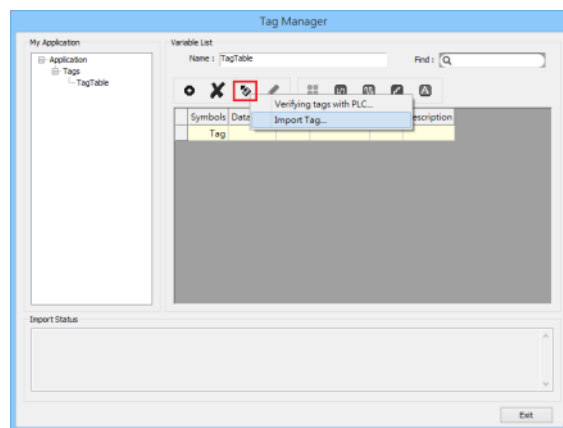 Tag Manager
My Application
Application
Tags
TagTable
Variable List
Name : TagTable
Find :
Verifying tags with PLC...
Import Tag...
Symbols Data escription
Tag
Import Status
Exit